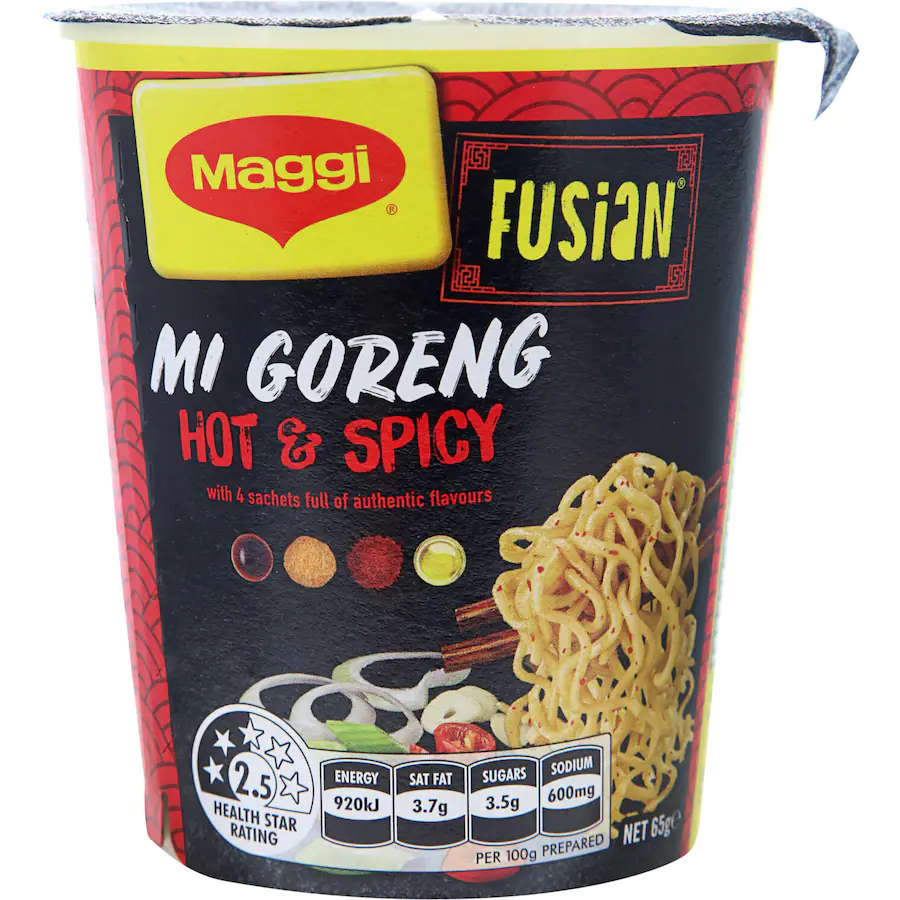 Maggi
®
FUSiaN®
MI GORENG
HOT & SPICY
with 4 sachets full of authentic flavours
2.5
HEALTH STAR
RATING
ENERGY
920kJ
SAT FAT
3.7g
SUGARS
3.5g
SODIUM
600mg
PER 100g PREPARED
NET 65g e